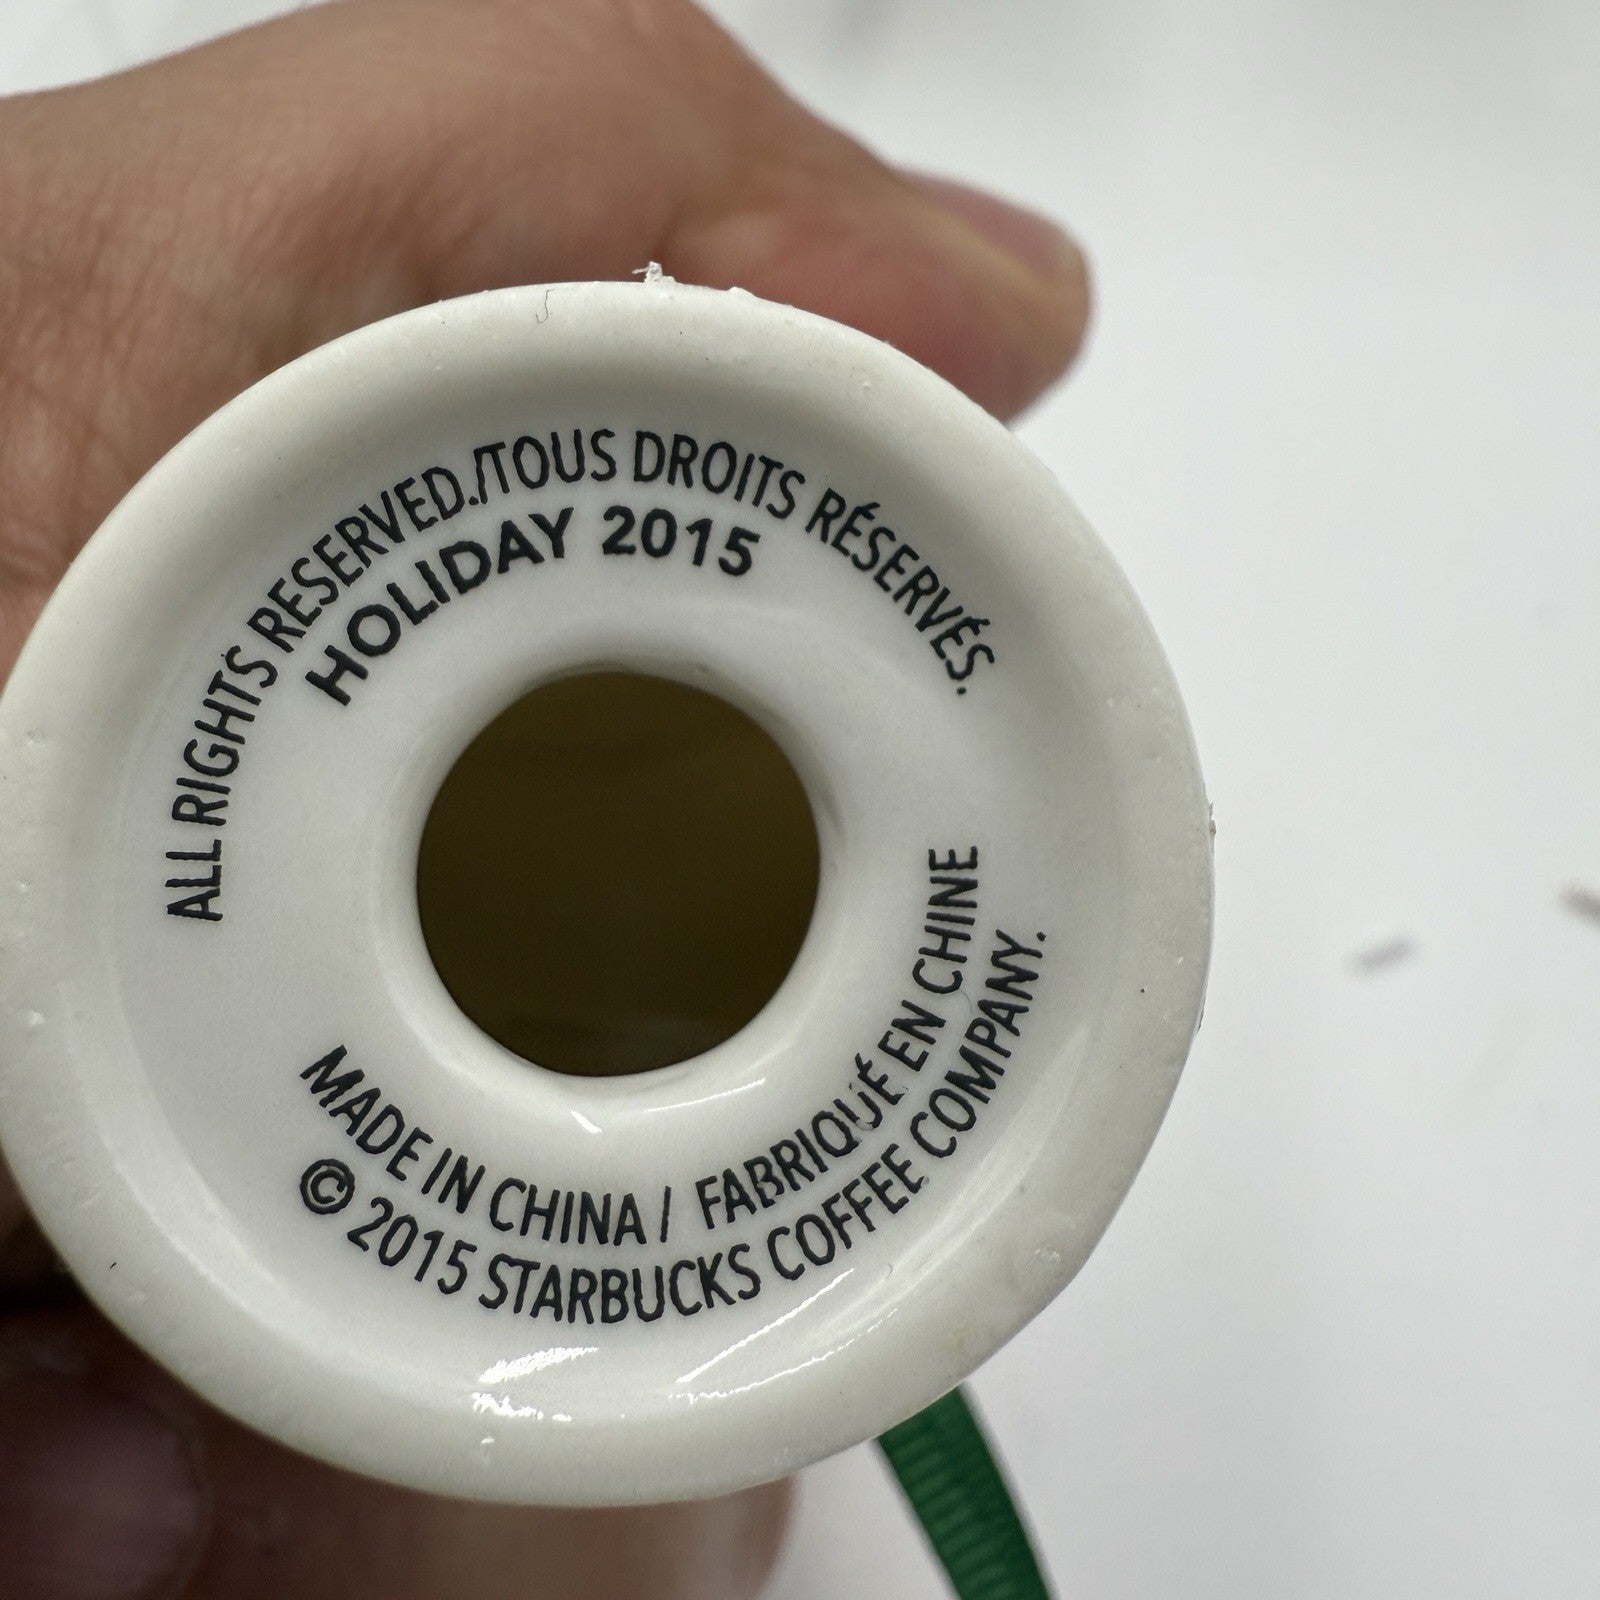 ALL RIGHTS RESERVED./TOUS DROITS RÉSERVÉS.
HOLIDAY 2015
MADE IN CHINA / FABRIQUÉ EN CHINE
© 2015 STARBUCKS COFFEE COMPANY.